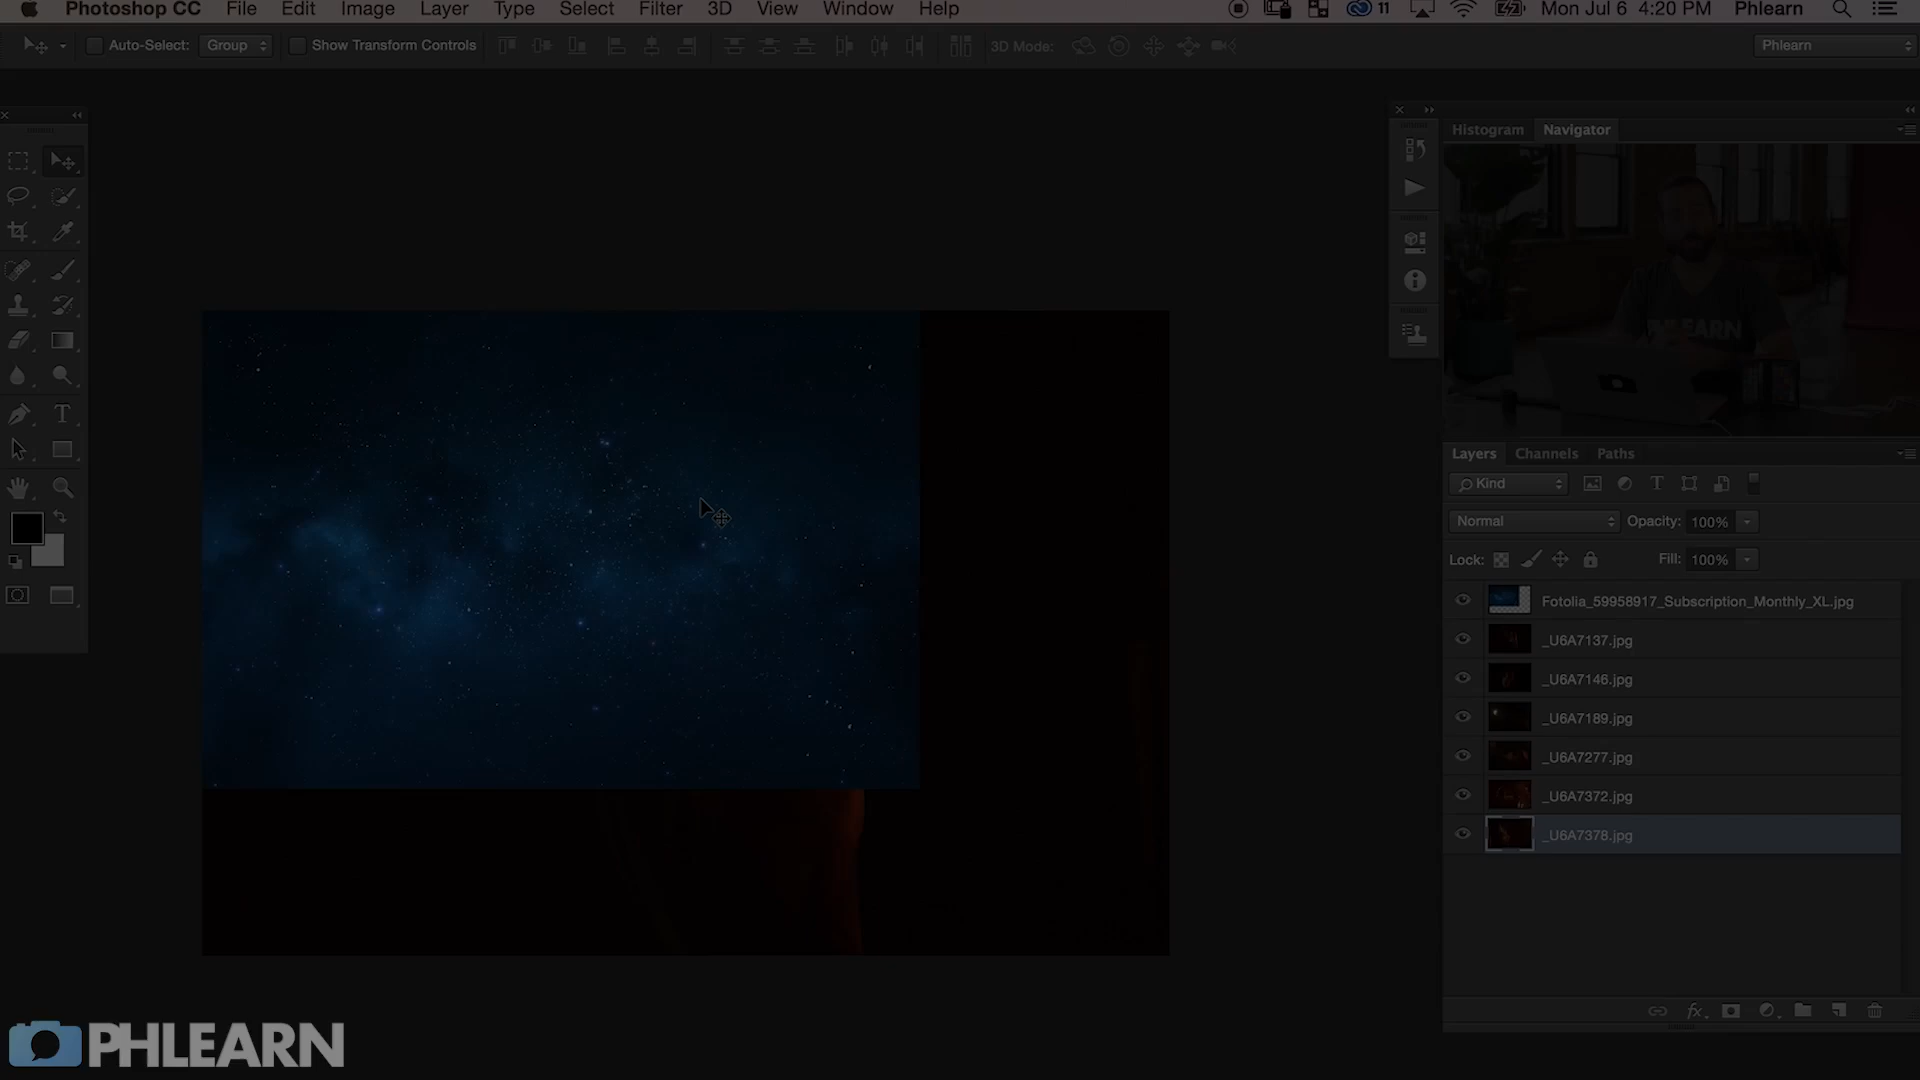 Photoshop CC File Edit Image Layer Type Select Filter 3D View Window Help 11 Mon Jul 6 4:20 PM Phlearn
Auto-Select: Group Show Transform Controls 3D Mode: Phlearn
Histogram Navigator
PHLEARN
Layers Channels Paths
Kind
Normal Opacity: 100%
Lock: Fill: 100%
Fotolia_59958917_Subscription_Monthly_XL.jpg
_U6A7137.jpg
_U6A7146.jpg
_U6A7189.jpg
_U6A7277.jpg
_U6A7372.jpg
_U6A7378.jpg
fx
PHLEARN